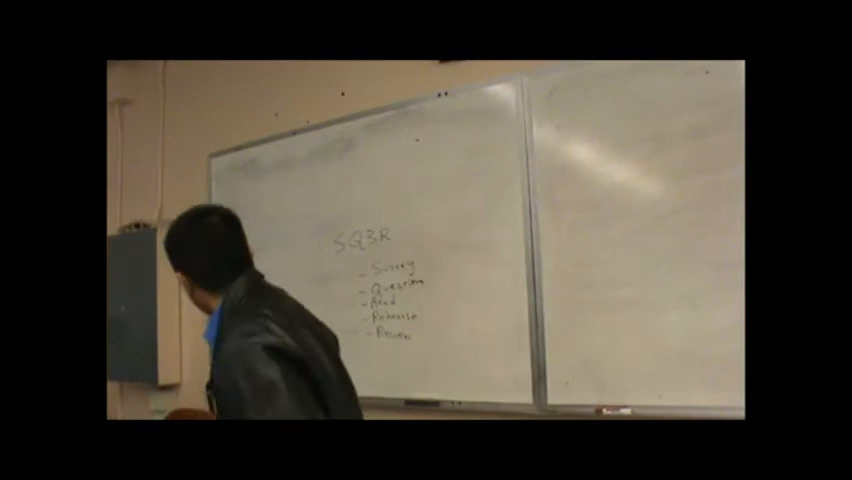 SQ3R
- Survey
- Question
- Read
- Rehearse
- Review